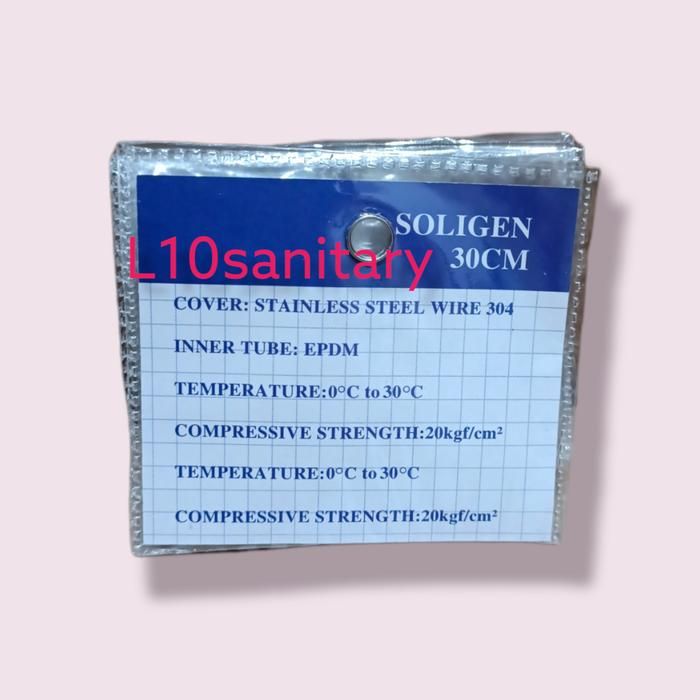 SOLIGEN
L10sanitary
30CM
COVER: STAINLESS STEEL WIRE 304
INNER TUBE: EPDM
TEMPERATURE:0°C to 30°C
COMPRESSIVE STRENGTH:20kgf/cm²
TEMPERATURE:0°C to 30°C
COMPRESSIVE STRENGTH:20kgf/cm²